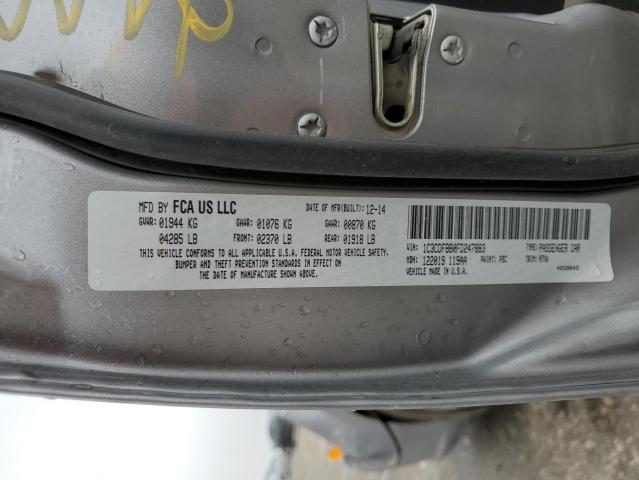 MFD BY FCA US LLC DATE OF MFR(BUILT): 12-14
GVWR: 01944 KG GAWR: 01076 KG GAWR: 00870 KG
04285 LB FRONT: 02370 LB REAR: 01918 LB
THIS VEHICLE CONFORMS TO ALL APPLICABLE U.S.A. FEDERAL MOTOR VEHICLE SAFETY,
BUMPER AND THEFT PREVENTION STANDARDS IN EFFECT ON
THE DATE OF MANUFACTURE SHOWN ABOVE.
VIN: 1C3CDFBB0FD247883 TYPE: PASSENGER CAR
MDH: 122019 119AA PAINT: PSC TRIM:
VEHICLE MADE IN U.S.A.